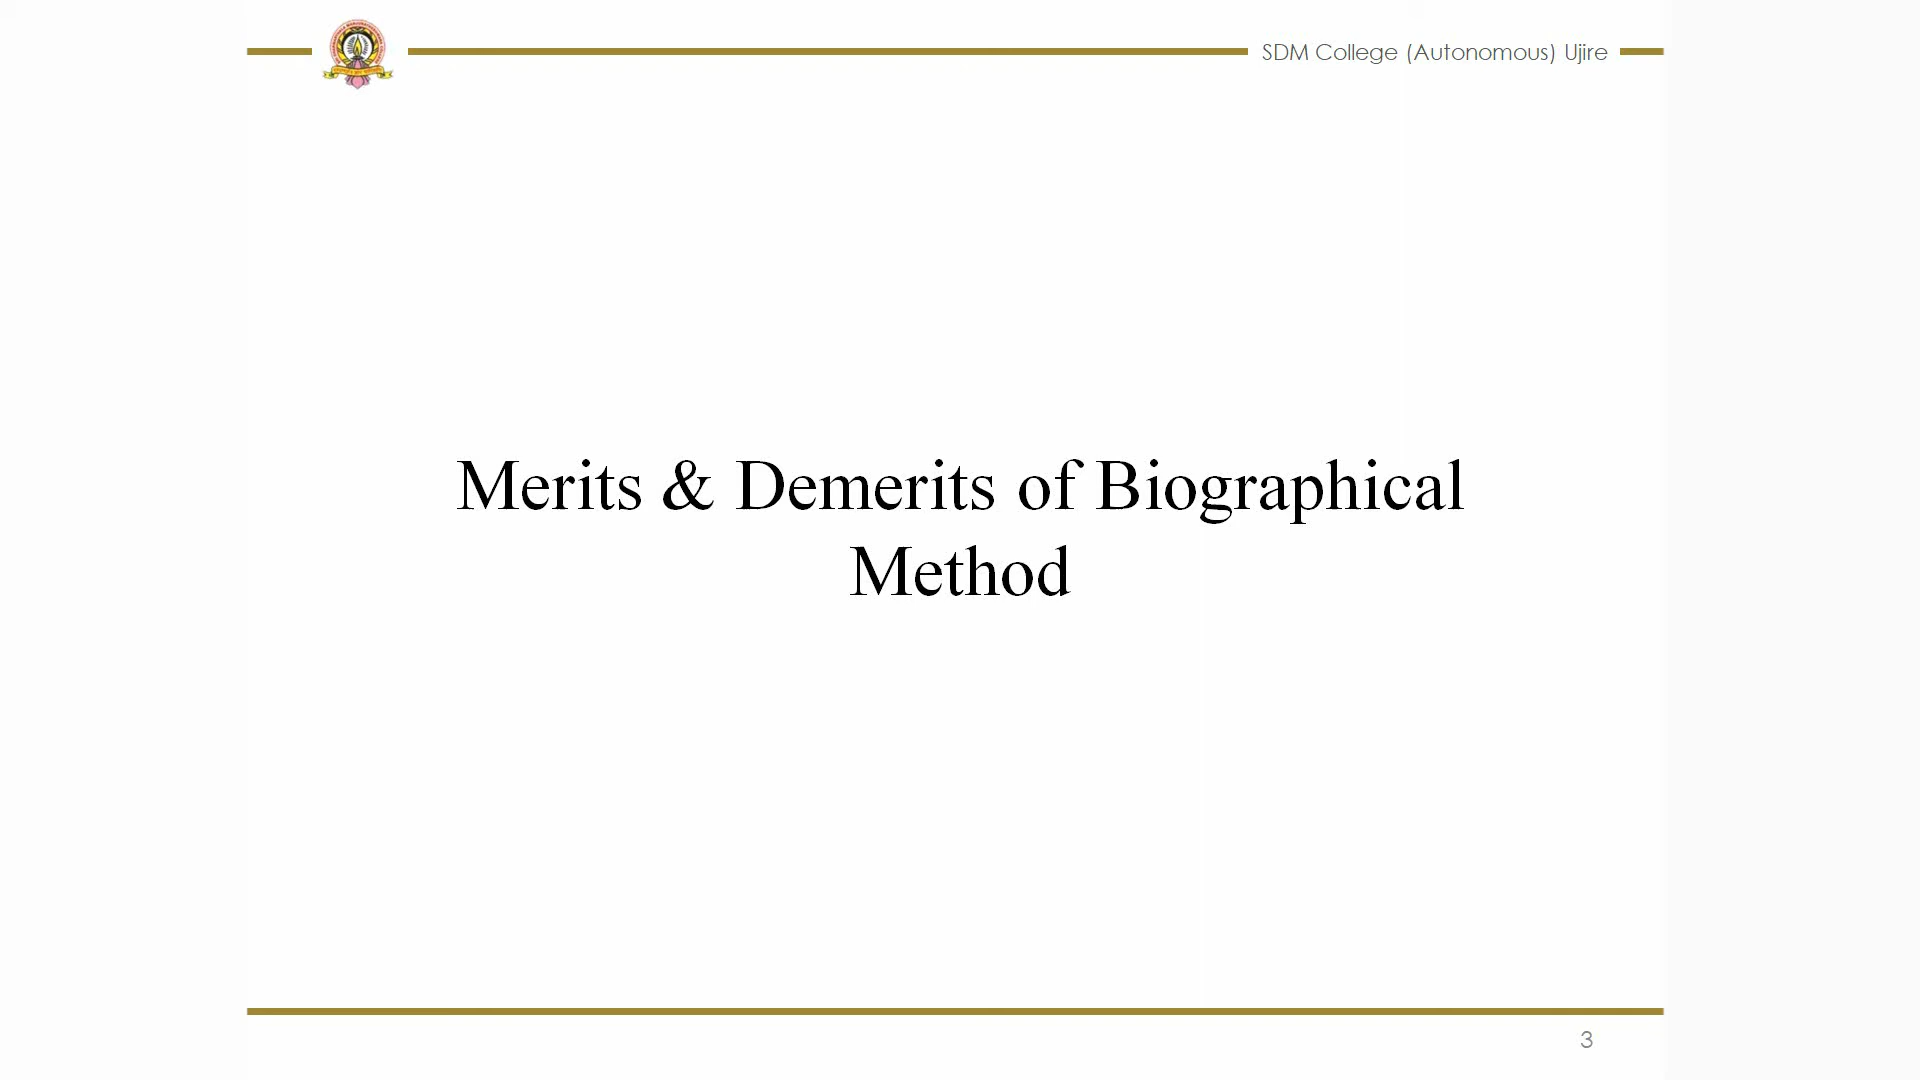 SDM College (Autonomous) Ujire
Merits & Demerits of Biographical
Method
3